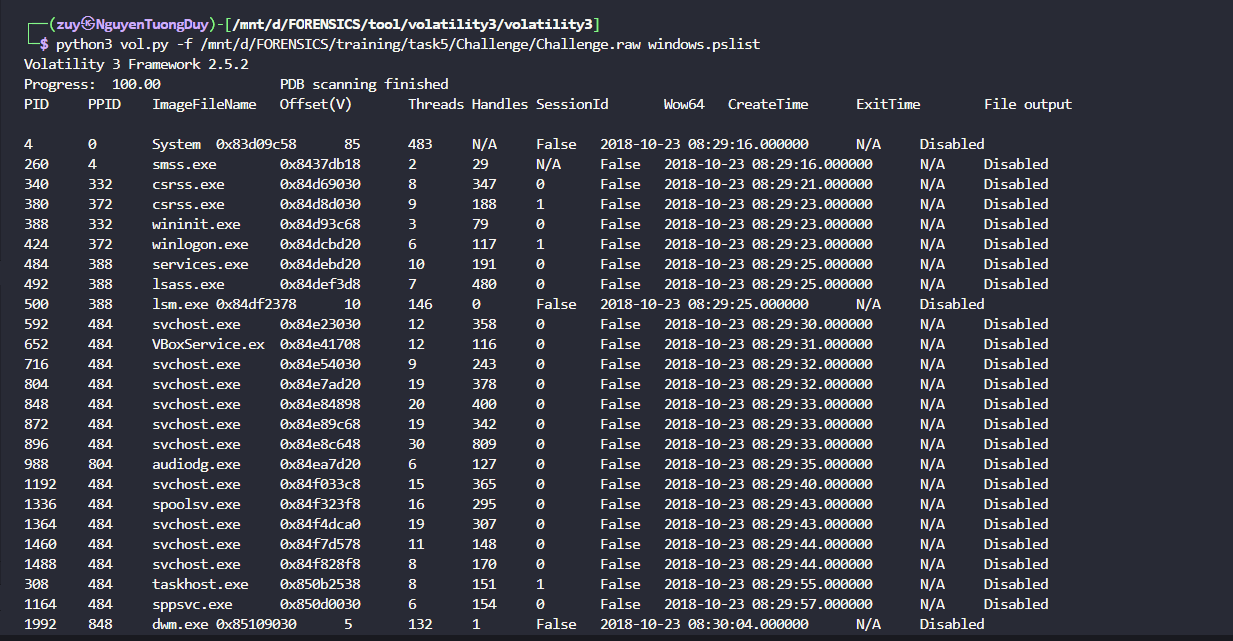 ┌──(zuy㉿NguyenTuongDuy)-[/mnt/d/FORENSICS/tool/volatility3/volatility3]
└─$ python3 vol.py -f /mnt/d/FORENSICS/training/task5/Challenge/Challenge.raw windows.pslist
Volatility 3 Framework 2.5.2
Progress:  100.00               PDB scanning finished
PID     PPID    ImageFileName   Offset(V)       Threads Handles SessionId       Wow64   CreateTime      ExitTime        File output

4       0       System  0x83d09c58      85      483     N/A     False   2018-10-23 08:29:16.000000      N/A     Disabled
260     4       smss.exe        0x8437db18      2       29      N/A     False   2018-10-23 08:29:16.000000      N/A     Disabled
340     332     csrss.exe       0x84d69030      8       347     0       False   2018-10-23 08:29:21.000000      N/A     Disabled
380     372     csrss.exe       0x84d8d030      9       188     1       False   2018-10-23 08:29:23.000000      N/A     Disabled
388     332     wininit.exe     0x84d93c68      3       79      0       False   2018-10-23 08:29:23.000000      N/A     Disabled
424     372     winlogon.exe    0x84dcbd20      6       117     1       False   2018-10-23 08:29:23.000000      N/A     Disabled
484     388     services.exe    0x84debd20      10      191     0       False   2018-10-23 08:29:25.000000      N/A     Disabled
492     388     lsass.exe       0x84def3d8      7       480     0       False   2018-10-23 08:29:25.000000      N/A     Disabled
500     388     lsm.exe 0x84df2378      10      146     0       False   2018-10-23 08:29:25.000000      N/A     Disabled
592     484     svchost.exe     0x84e23030      12      358     0       False   2018-10-23 08:29:30.000000      N/A     Disabled
652     484     VBoxService.ex  0x84e41708      12      116     0       False   2018-10-23 08:29:31.000000      N/A     Disabled
716     484     svchost.exe     0x84e54030      9       243     0       False   2018-10-23 08:29:32.000000      N/A     Disabled
804     484     svchost.exe     0x84e7ad20      19      378     0       False   2018-10-23 08:29:32.000000      N/A     Disabled
848     484     svchost.exe     0x84e84898      20      400     0       False   2018-10-23 08:29:33.000000      N/A     Disabled
872     484     svchost.exe     0x84e89c68      19      342     0       False   2018-10-23 08:29:33.000000      N/A     Disabled
896     484     svchost.exe     0x84e8c648      30      809     0       False   2018-10-23 08:29:33.000000      N/A     Disabled
988     804     audiodg.exe     0x84ea7d20      6       127     0       False   2018-10-23 08:29:35.000000      N/A     Disabled
1192    484     svchost.exe     0x84f033c8      15      365     0       False   2018-10-23 08:29:40.000000      N/A     Disabled
1336    484     spoolsv.exe     0x84f323f8      16      295     0       False   2018-10-23 08:29:43.000000      N/A     Disabled
1364    484     svchost.exe     0x84f4dca0      19      307     0       False   2018-10-23 08:29:43.000000      N/A     Disabled
1460    484     svchost.exe     0x84f7d578      11      148     0       False   2018-10-23 08:29:44.000000      N/A     Disabled
1488    484     svchost.exe     0x84f828f8      8       170     0       False   2018-10-23 08:29:44.000000      N/A     Disabled
308     484     taskhost.exe    0x850b2538      8       151     1       False   2018-10-23 08:29:55.000000      N/A     Disabled
1164    484     sppsvc.exe      0x850d0030      6       154     0       False   2018-10-23 08:29:57.000000      N/A     Disabled
1992    848     dwm.exe 0x85109030      5       132     1       False   2018-10-23 08:30:04.000000      N/A     Disabled